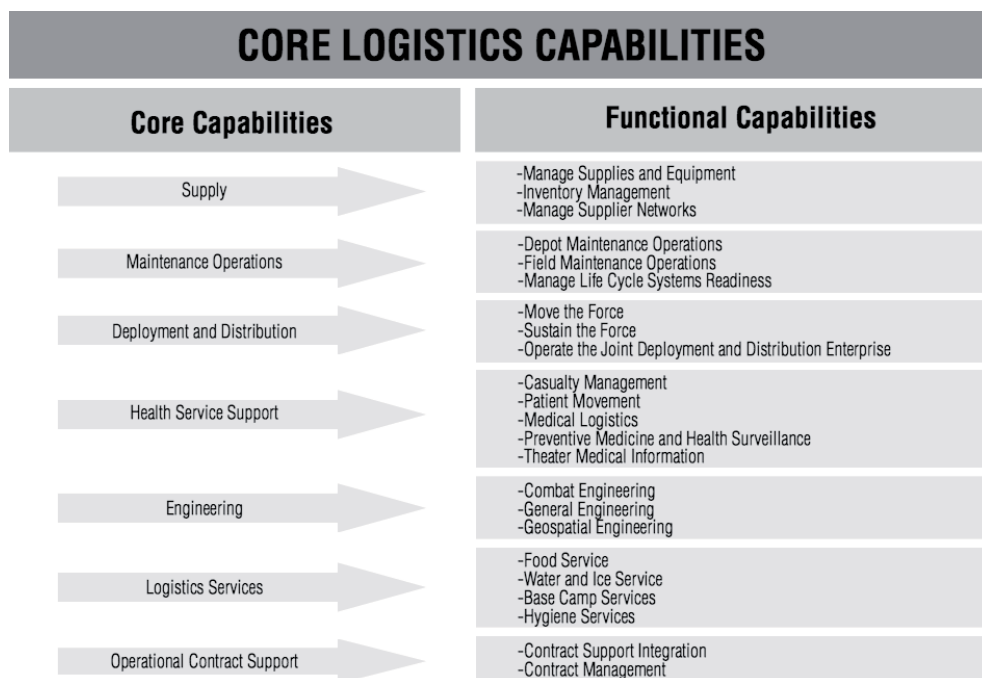 CORE LOGISTICS CAPABILITIES
Core Capabilities
Functional Capabilities
Supply
-Manage Supplies and Equipment
-Inventory Management
-Manage Supplier Networks
Maintenance Operations
-Depot Maintenance Operations
-Field Maintenance Operations
-Manage Life Cycle Systems Readiness
Deployment and Distribution
-Move the Force
-Sustain the Force
-Operate the Joint Deployment and Distribution Enterprise
Health Service Support
-Casualty Management
-Patient Movement
-Medical Logistics
-Preventive Medicine and Health Surveillance
-Theater Medical Information
Engineering
-Combat Engineering
-General Engineering
-Geospatial Engineering
Logistics Services
-Food Service
-Water and Ice Service
-Base Camp Services
-Hygiene Services
Operational Contract Support
-Contract Support Integration
-Contract Management